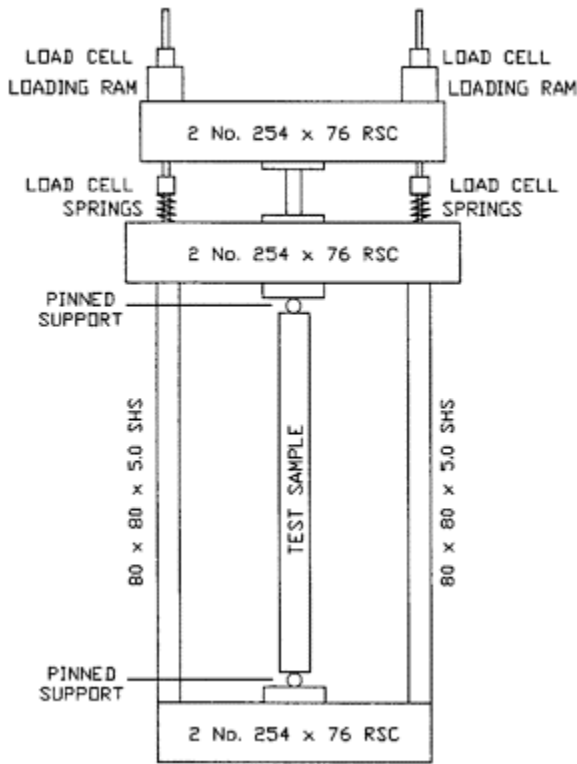 LOAD CELL
LOAD CELL
LOADING RAM
LOADING RAM
2 No. 254 x 76 RSC
LOAD CELL
LOAD CELL
SPRINGS
SPRINGS
2 No. 254 x 76 RSC
PINNED
SUPPORT
80 x 80 x 5.0 SHS
TEST SAMPLE
80 x 80 x 5.0 SHS
PINNED
SUPPORT
2 No. 254 x 76 RSC